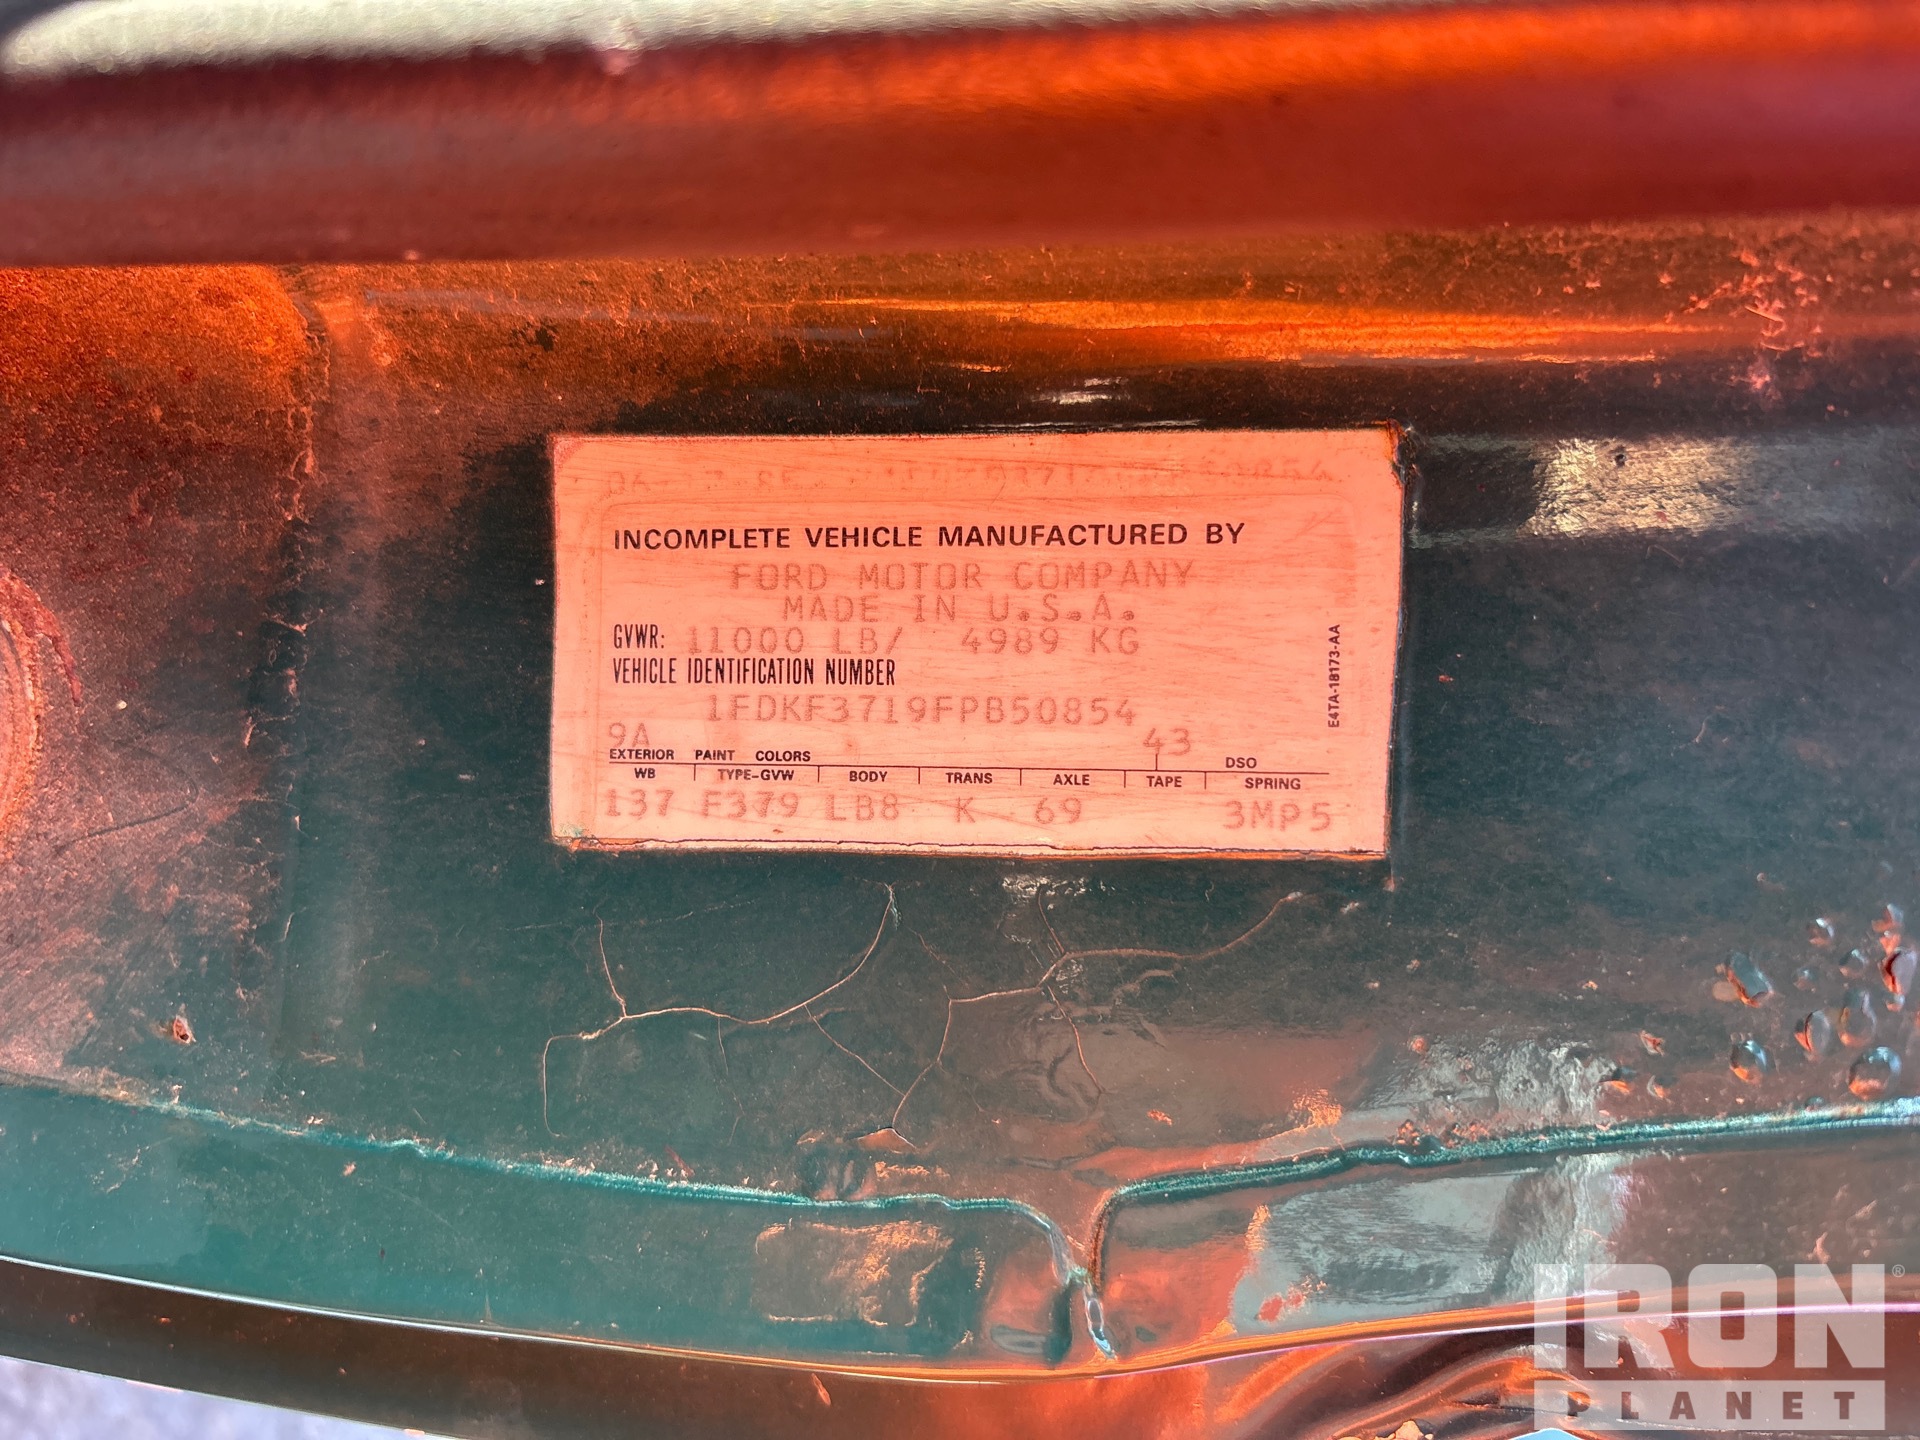 INCOMPLETE VEHICLE MANUFACTURED BY
FORD MOTOR COMPANY
MADE IN U.S.A.
GVWR: 11000 LB/ 4989 KG
VEHICLE IDENTIFICATION NUMBER
1FDKF3719FPB50854
9A 43
EXTERIOR PAINT COLORS DSO
WB TYPE-GVW BODY TRANS AXLE TAPE SPRING
137 F379 LB8 K 69 3MP5
E4TA-18173-AA
IRON®
PLANET